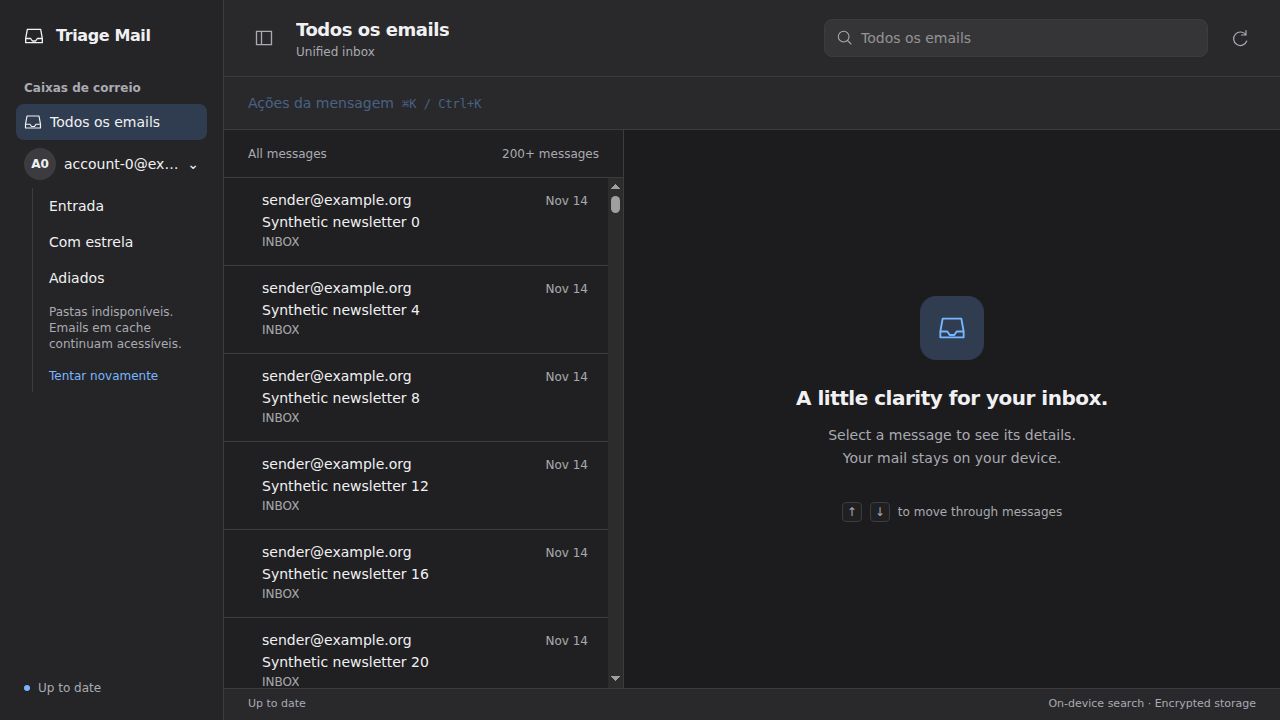 Triage Mail
Caixas de correio
Todos os emails
A0 account-0@ex...
Entrada
Com estrela
Adiados
Pastas indisponíveis.
Emails em cache
continuam acessíveis.
Tentar novamente
Up to date
Todos os emails
Unified inbox
Todos os emails
Ações da mensagem ⌘K / Ctrl+K
All messages 200+ messages
sender@example.org Nov 14
Synthetic newsletter 0
INBOX
sender@example.org Nov 14
Synthetic newsletter 4
INBOX
sender@example.org Nov 14
Synthetic newsletter 8
INBOX
sender@example.org Nov 14
Synthetic newsletter 12
INBOX
sender@example.org Nov 14
Synthetic newsletter 16
INBOX
sender@example.org Nov 14
Synthetic newsletter 20
INBOX
A little clarity for your inbox.
Select a message to see its details.
Your mail stays on your device.
↑ ↓ to move through messages
Up to date
On-device search · Encrypted storage